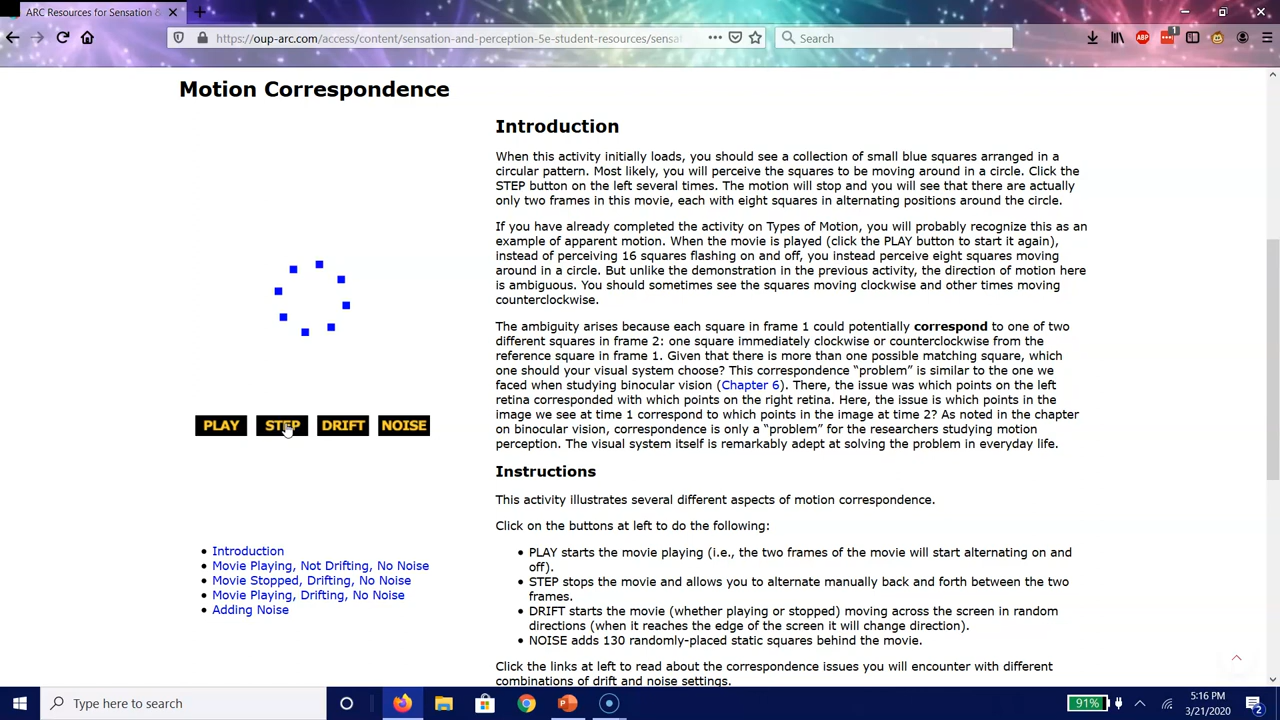 ARC Resources for Sensation &
https://oup-arc.com/access/content/sensation-and-perception-5e-student-resources/sensa
Search
ABP
1
Motion Correspondence
Introduction
When this activity initially loads, you should see a collection of small blue squares arranged in a
circular pattern. Most likely, you will perceive the squares to be moving around in a circle. Click the
STEP button on the left several times. The motion will stop and you will see that there are actually
only two frames in this movie, each with eight squares in alternating positions around the circle.
If you have already completed the activity on Types of Motion, you will probably recognize this as an
example of apparent motion. When the movie is played (click the PLAY button to start it again),
instead of perceiving 16 squares flashing on and off, you instead perceive eight squares moving
around in a circle. But unlike the demonstration in the previous activity, the direction of motion here
is ambiguous. You should sometimes see the squares moving clockwise and other times moving
counterclockwise.
The ambiguity arises because each square in frame 1 could potentially correspond to one of two
different squares in frame 2: one square immediately clockwise or counterclockwise from the
reference square in frame 1. Given that there is more than one possible matching square, which
one should your visual system choose? This correspondence “problem” is similar to the one we
faced when studying binocular vision (Chapter 6). There, the issue was which points on the left
retina corresponded with which points on the right retina. Here, the issue is which points in the
image we see at time 1 correspond to which points in the image at time 2? As noted in the chapter
on binocular vision, correspondence is only a “problem” for the researchers studying motion
perception. The visual system itself is remarkably adept at solving the problem in everyday life.
PLAY STEP DRIFT NOISE
Instructions
This activity illustrates several different aspects of motion correspondence.
Click on the buttons at left to do the following:
• PLAY starts the movie playing (i.e., the two frames of the movie will start alternating on and
off).
• STEP stops the movie and allows you to alternate manually back and forth between the two
frames.
• DRIFT starts the movie (whether playing or stopped) moving across the screen in random
directions (when it reaches the edge of the screen it will change direction).
• NOISE adds 130 randomly-placed static squares behind the movie.
Click the links at left to read about the correspondence issues you will encounter with different
combinations of drift and noise settings.
• Introduction
• Movie Playing, Not Drifting, No Noise
• Movie Stopped, Drifting, No Noise
• Movie Playing, Drifting, No Noise
• Adding Noise
Type here to search
91%
5:16 PM
3/21/2020
2